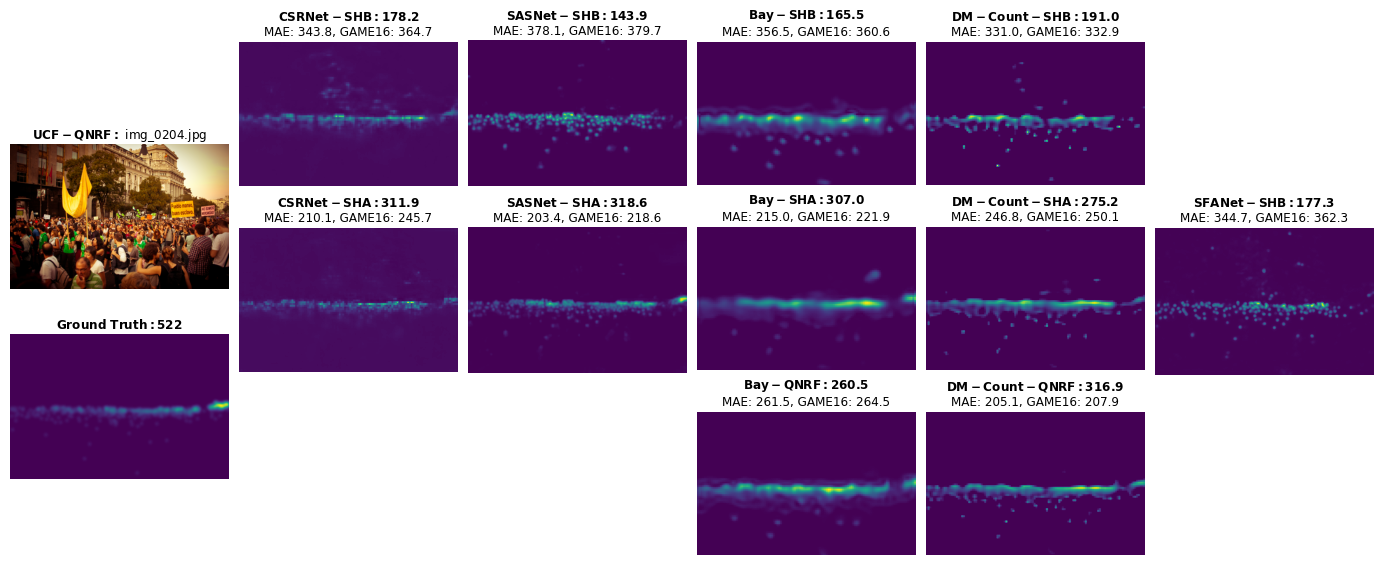 CSRNet − SHB : 178.2
MAE: 343.8, GAME16: 364.7
SASNet − SHB : 143.9
MAE: 378.1, GAME16: 379.7
Bay − SHB : 165.5
MAE: 356.5, GAME16: 360.6
DM − Count − SHB : 191.0
MAE: 331.0, GAME16: 332.9
UCF − QNRF : img_0204.jpg
CSRNet − SHA : 311.9
MAE: 210.1, GAME16: 245.7
SASNet − SHA : 318.6
MAE: 203.4, GAME16: 218.6
Bay − SHA : 307.0
MAE: 215.0, GAME16: 221.9
DM − Count − SHA : 275.2
MAE: 246.8, GAME16: 250.1
SFANet − SHB : 177.3
MAE: 344.7, GAME16: 362.3
Ground Truth : 522
Bay − QNRF : 260.5
MAE: 261.5, GAME16: 264.5
DM − Count − QNRF : 316.9
MAE: 205.1, GAME16: 207.9